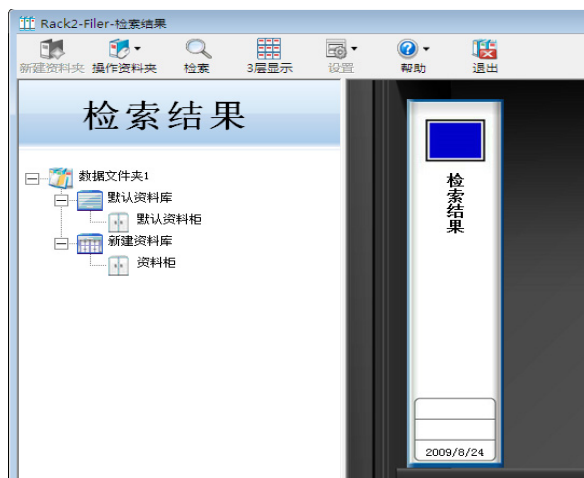 Rack2-Filer-检索结果
新建资料夹 操作资料夹 检索 3层显示 设置 帮助 退出
检索结果
数据文件夹1
默认资料库
默认资料柜
新建资料库
资料柜
检索结果
2009/8/24